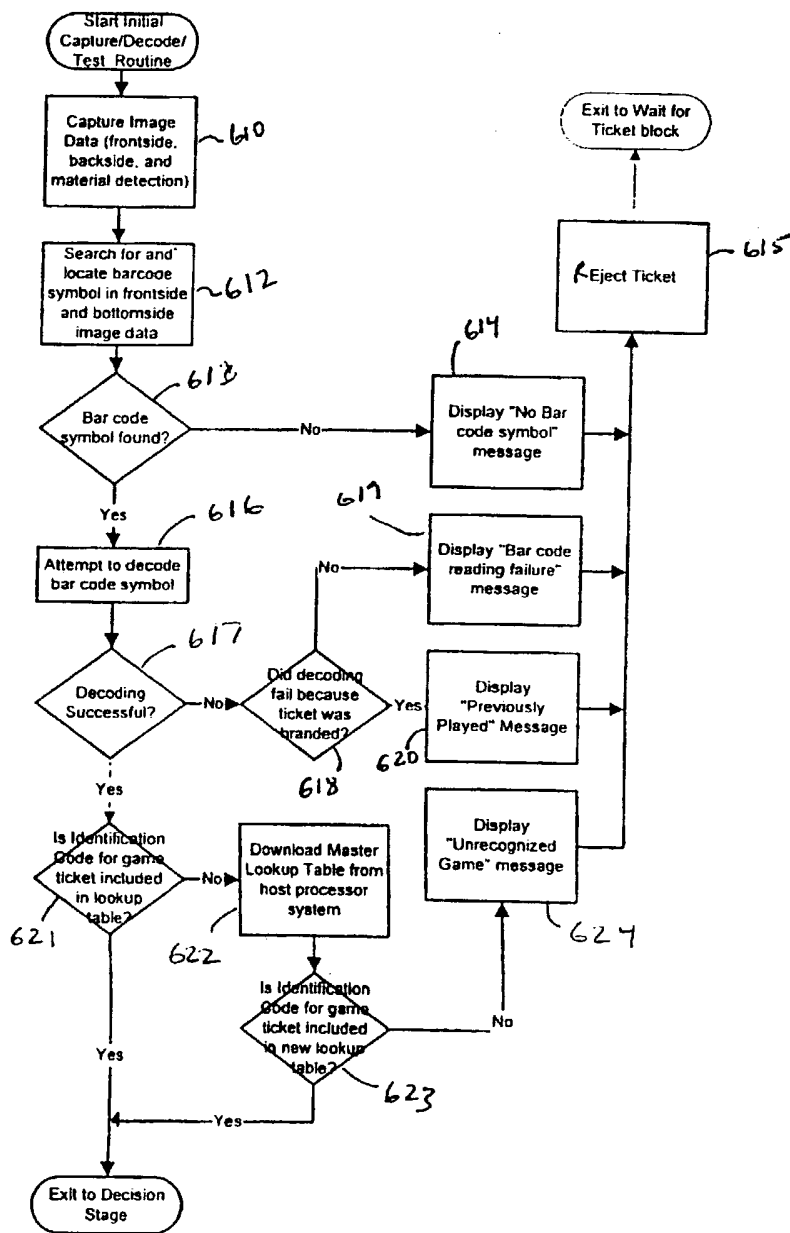 Start Initial
Capture/Decode/
Test Routine
Capture Image
Data (frontside,
backside, and
material detection)
610
Exit to Wait for
Ticket block
Search for and
locate barcode
symbol in frontside
and bottomside
image data
612
REject Ticket
615
Bar code
symbol found?
613
No
614
Display "No Bar
code symbol"
message
Yes
Attempt to decode
bar code symbol
616
619
Display "Bar code
reading failure"
message
No
Decoding
Successful?
617
No
Did decoding
fail because
ticket was
branded?
618
Yes
Display
"Previously
Played" Message
620
Yes
Is Identification
Code for game
ticket included
in lookup
table?
621
No
Download Master
Lookup Table from
host processor
system
622
Display
"Unrecognized
Game" message
624
Is Identification
Code for game
ticket included
in new lookup
table?
623
No
Yes
Yes
Exit to Decision
Stage